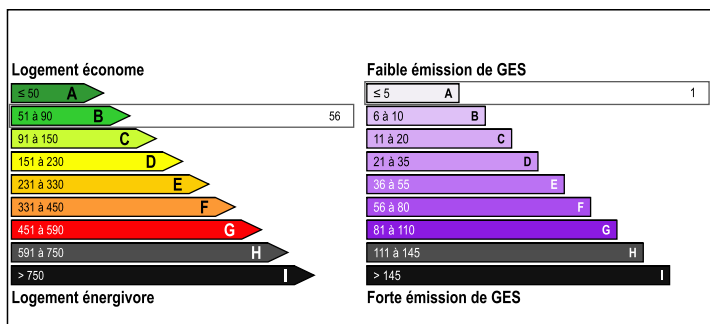 Logement économe
≤ 50 A
51 à 90 B 56
91 à 150 C
151 à 230 D
231 à 330 E
331 à 450 F
451 à 590 G
591 à 750 H
> 750 I
Logement énergivore
Faible émission de GES
≤ 5 A 1
6 à 10 B
11 à 20 C
21 à 35 D
36 à 55 E
56 à 80 F
81 à 110 G
111 à 145 H
> 145 I
Forte émission de GES